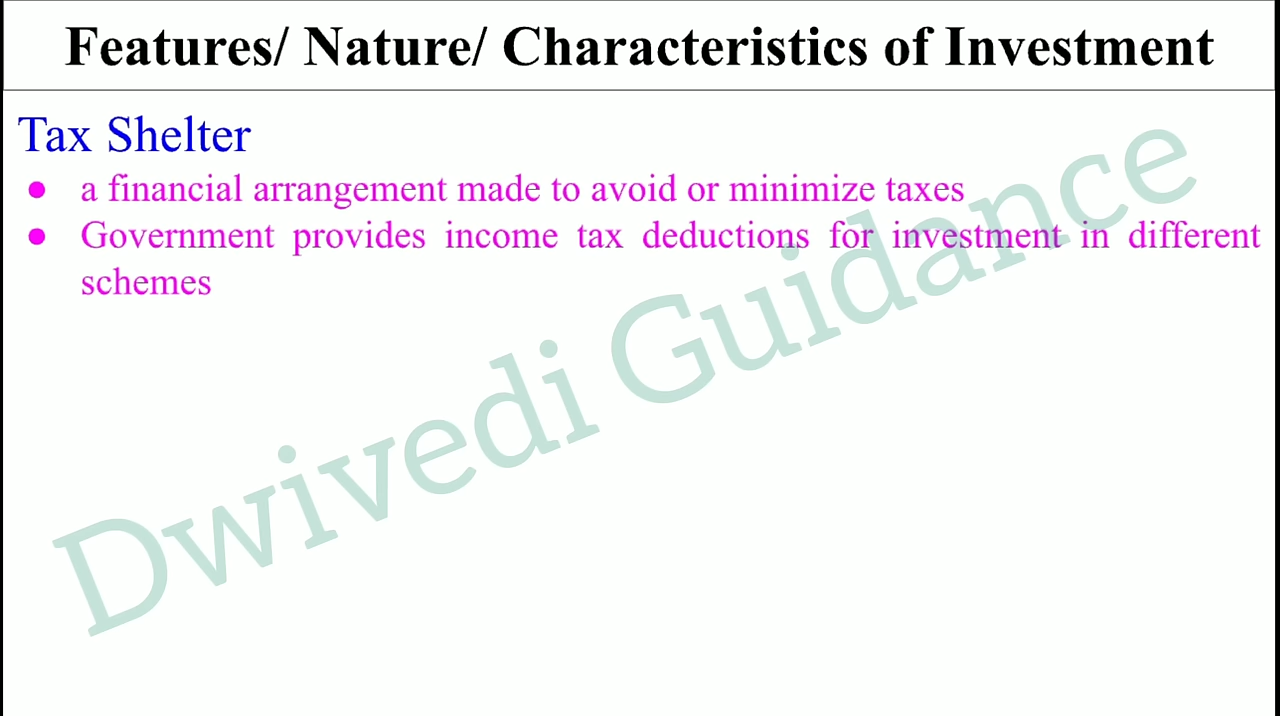 Features/ Nature/ Characteristics of Investment
Tax Shelter
● a financial arrangement made to avoid or minimize taxes
● Government provides income tax deductions for investment in different
schemes
Dwivedi Guidance